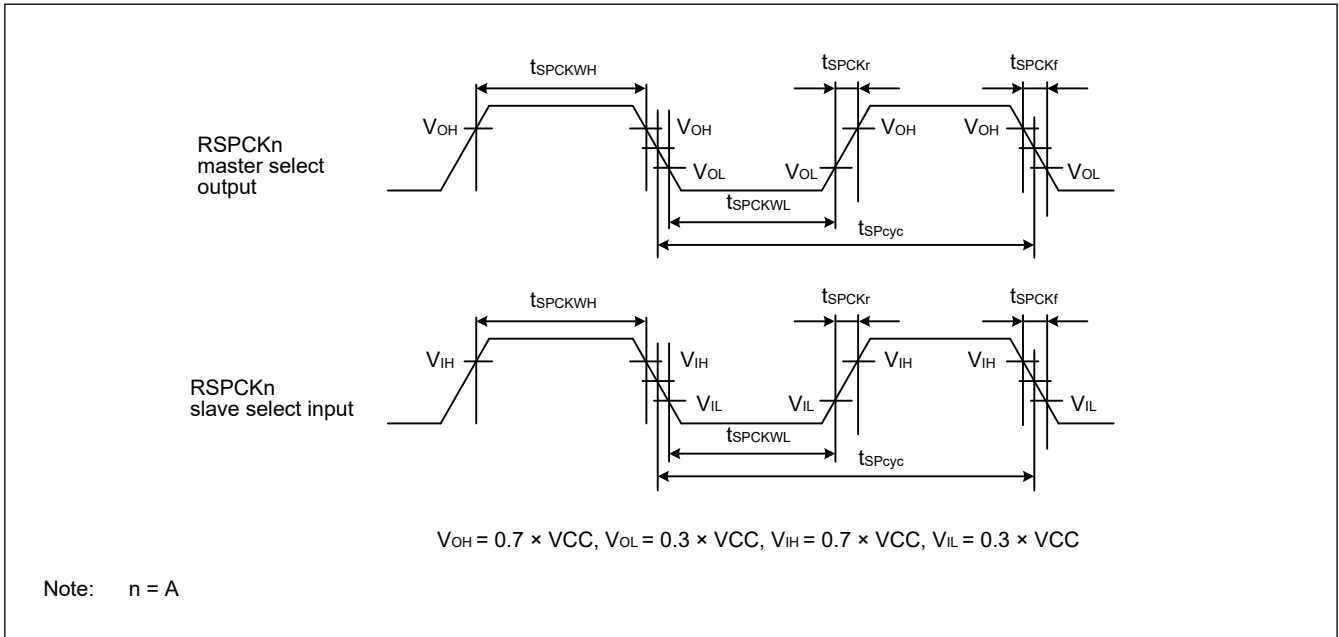 tSPCKWH
tSPCKr
tSPCKf
VOH
VOH
VOH
VOH
RSPCKn
master select
output
VOL
VOL
VOL
tSPCKWL
tSPcyc
tSPCKWH
tSPCKr
tSPCKf
VIH
VIH
VIH
VIH
RSPCKn
slave select input
VIL
VIL
VIL
tSPCKWL
tSPcyc
VOH = 0.7 × VCC, VOL = 0.3 × VCC, VIH = 0.7 × VCC, VIL = 0.3 × VCC
Note: n = A